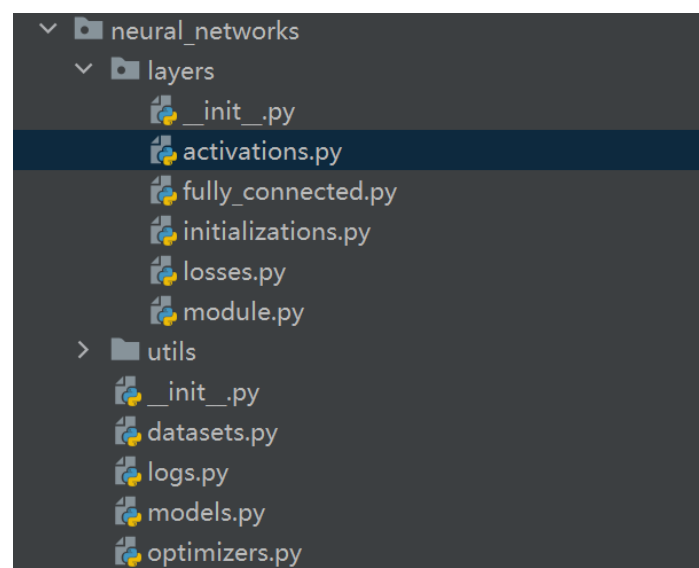 neural_networks
layers
__init__.py
activations.py
fully_connected.py
initializations.py
losses.py
module.py
utils
__init__.py
datasets.py
logs.py
models.py
optimizers.py